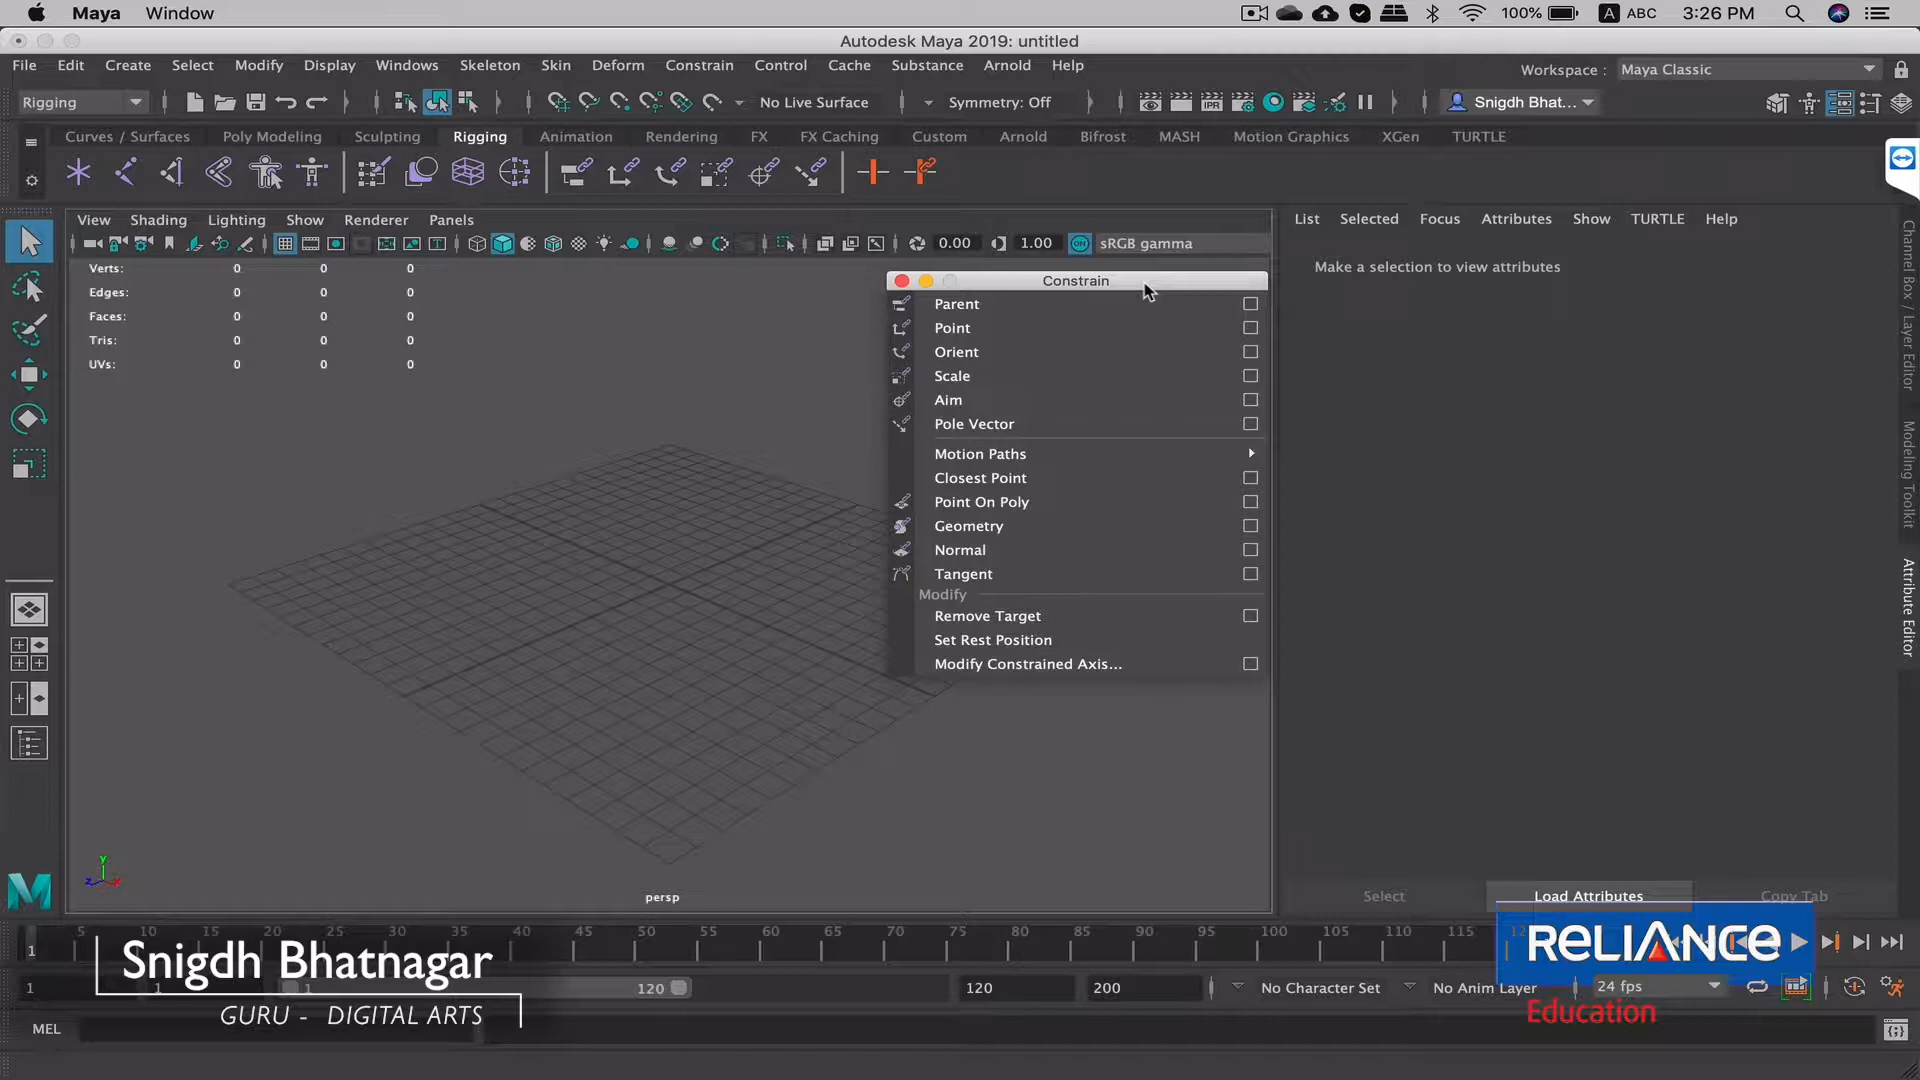 Maya Window 100% A ABC 3:26 PM
Autodesk Maya 2019: untitled
File Edit Create Select Modify Display Windows Skeleton Skin Deform Constrain Control Cache Substance Arnold Help
Workspace : Maya Classic
Rigging No Live Surface Symmetry: Off IPR Snigdh Bhat...
Curves / Surfaces Poly Modeling Sculpting Rigging Animation Rendering FX FX Caching Custom Arnold Bifrost MASH Motion Graphics XGen TURTLE
View Shading Lighting Show Renderer Panels
0.00 1.00 ON sRGB gamma
Verts: 0 0 0
Edges: 0 0 0
Faces: 0 0 0
Tris: 0 0 0
UVs: 0 0 0
Constrain
Parent
Point
Orient
Scale
Aim
Pole Vector
Motion Paths
Closest Point
Point On Poly
Geometry
Normal
Tangent
Modify
Remove Target
Set Rest Position
Modify Constrained Axis...
List Selected Focus Attributes Show TURTLE Help
Make a selection to view attributes
Channel Box / Layer Editor
Modeling Toolkit
Attribute Editor
y
z x
persp
M
Select Load Attributes Copy Tab
5 10 15 20 25 30 35 40 45 50 55 60 65 70 75 80 85 90 95 100 105 110 115
1
Snigdh Bhatnagar
GURU - DIGITAL ARTS
1 1 1 120 120 200 No Character Set No Anim Layer 24 fps
RELIANCE
Education
MEL